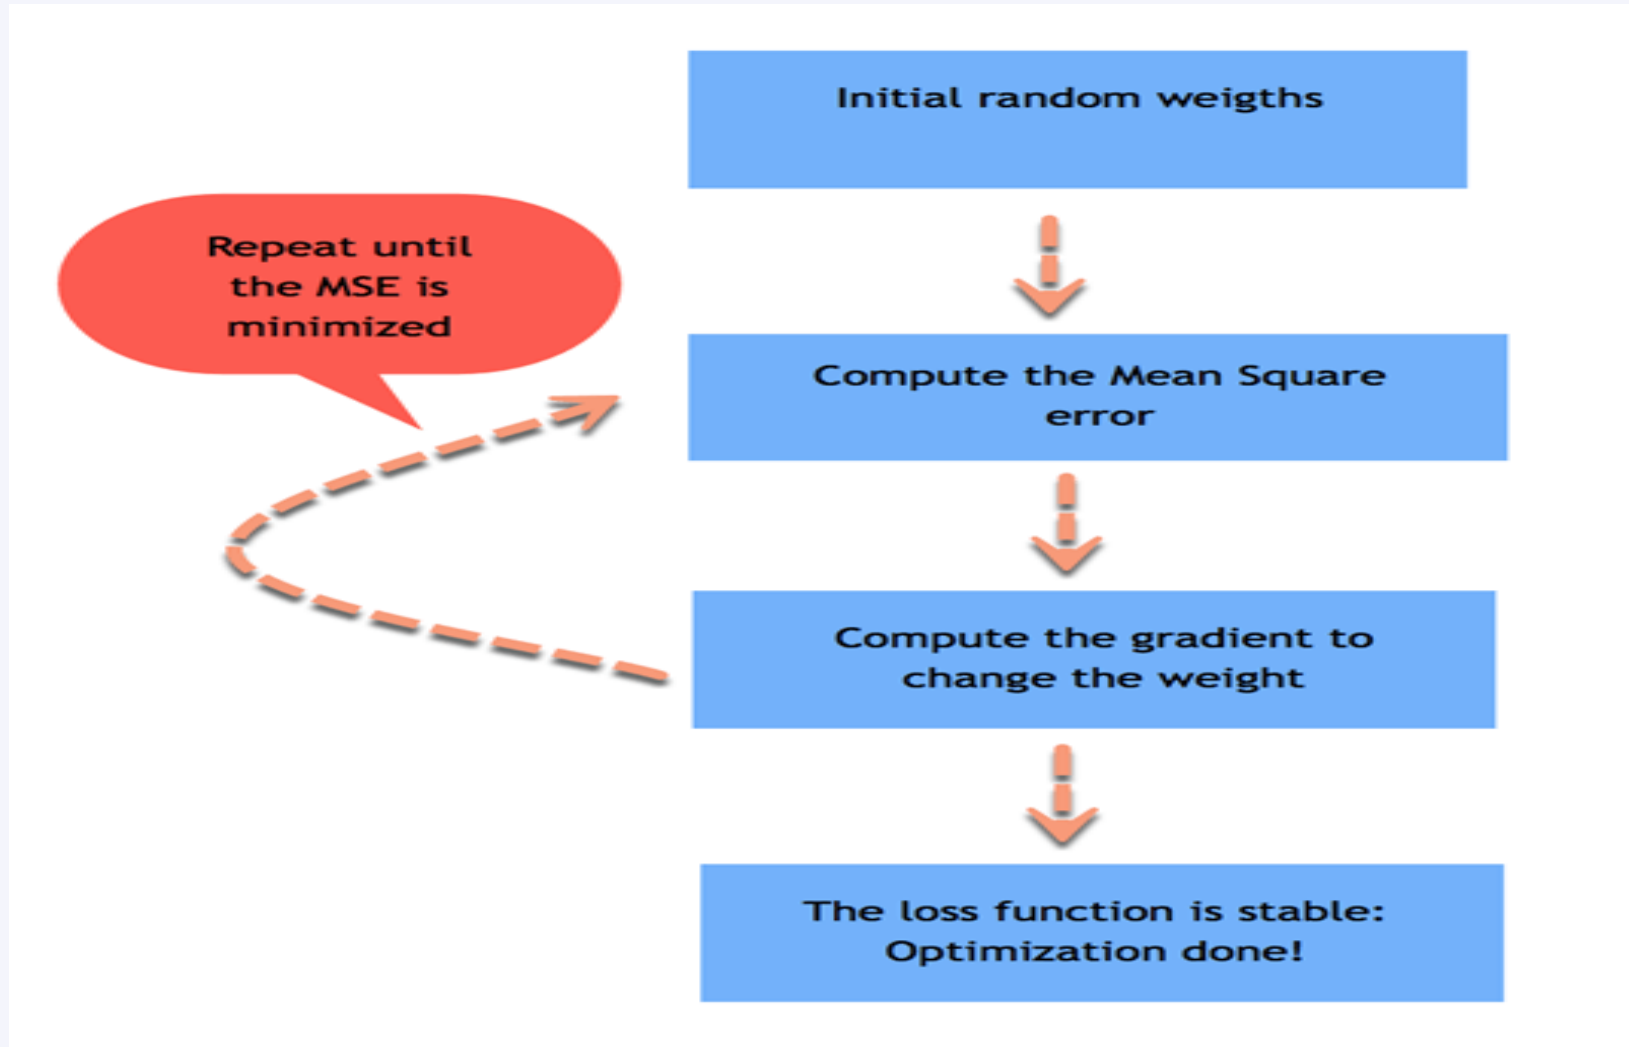 Initial random weigths
Repeat until
the MSE is
minimized
Compute the Mean Square
error
Compute the gradient to
change the weight
The loss function is stable:
Optimization done!